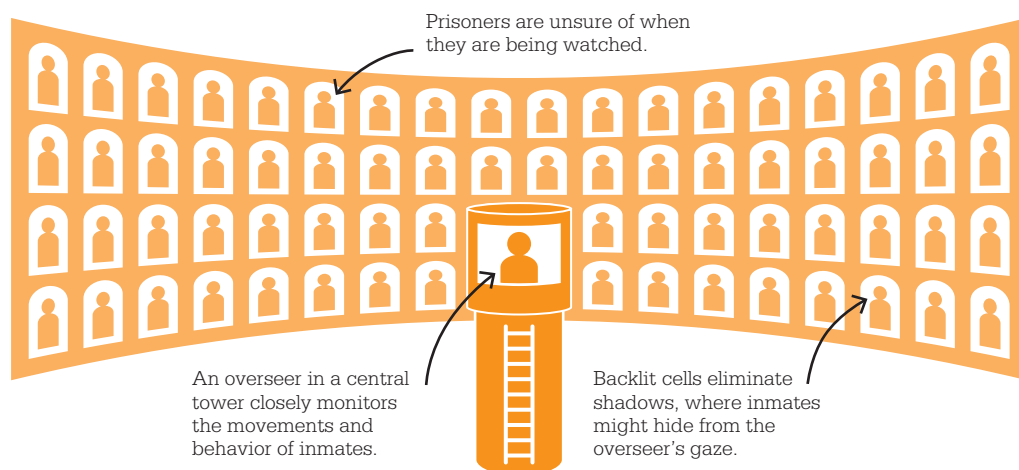 Prisoners are unsure of when
they are being watched.
An overseer in a central
tower closely monitors
the movements and
behavior of inmates.
Backlit cells eliminate
shadows, where inmates
might hide from the
overseer’s gaze.